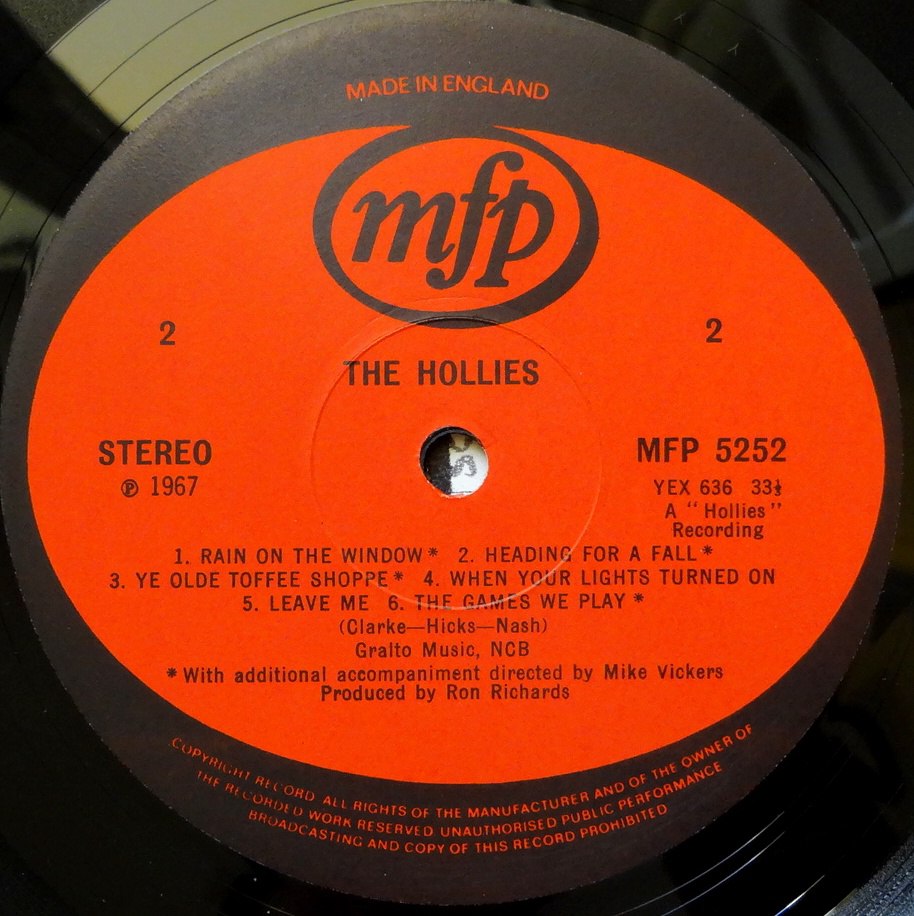 MADE IN ENGLAND
mfp
2 2
THE HOLLIES
STEREO MFP 5252
℗ 1967 YEX 636 33⅓
A "Hollies"
Recording
1. RAIN ON THE WINDOW* 2. HEADING FOR A FALL*
3. YE OLDE TOFFEE SHOPPE* 4. WHEN YOUR LIGHTS TURNED ON
5. LEAVE ME 6. THE GAMES WE PLAY*
(Clarke—Hicks—Nash)
Gralto Music, NCB
*With additional accompaniment directed by Mike Vickers
Produced by Ron Richards
COPYRIGHT RECORD ALL RIGHTS OF THE MANUFACTURER AND OF THE OWNER OF
THE RECORDED WORK RESERVED UNAUTHORISED PUBLIC PERFORMANCE
BROADCASTING AND COPY OF THIS RECORD PROHIBITED